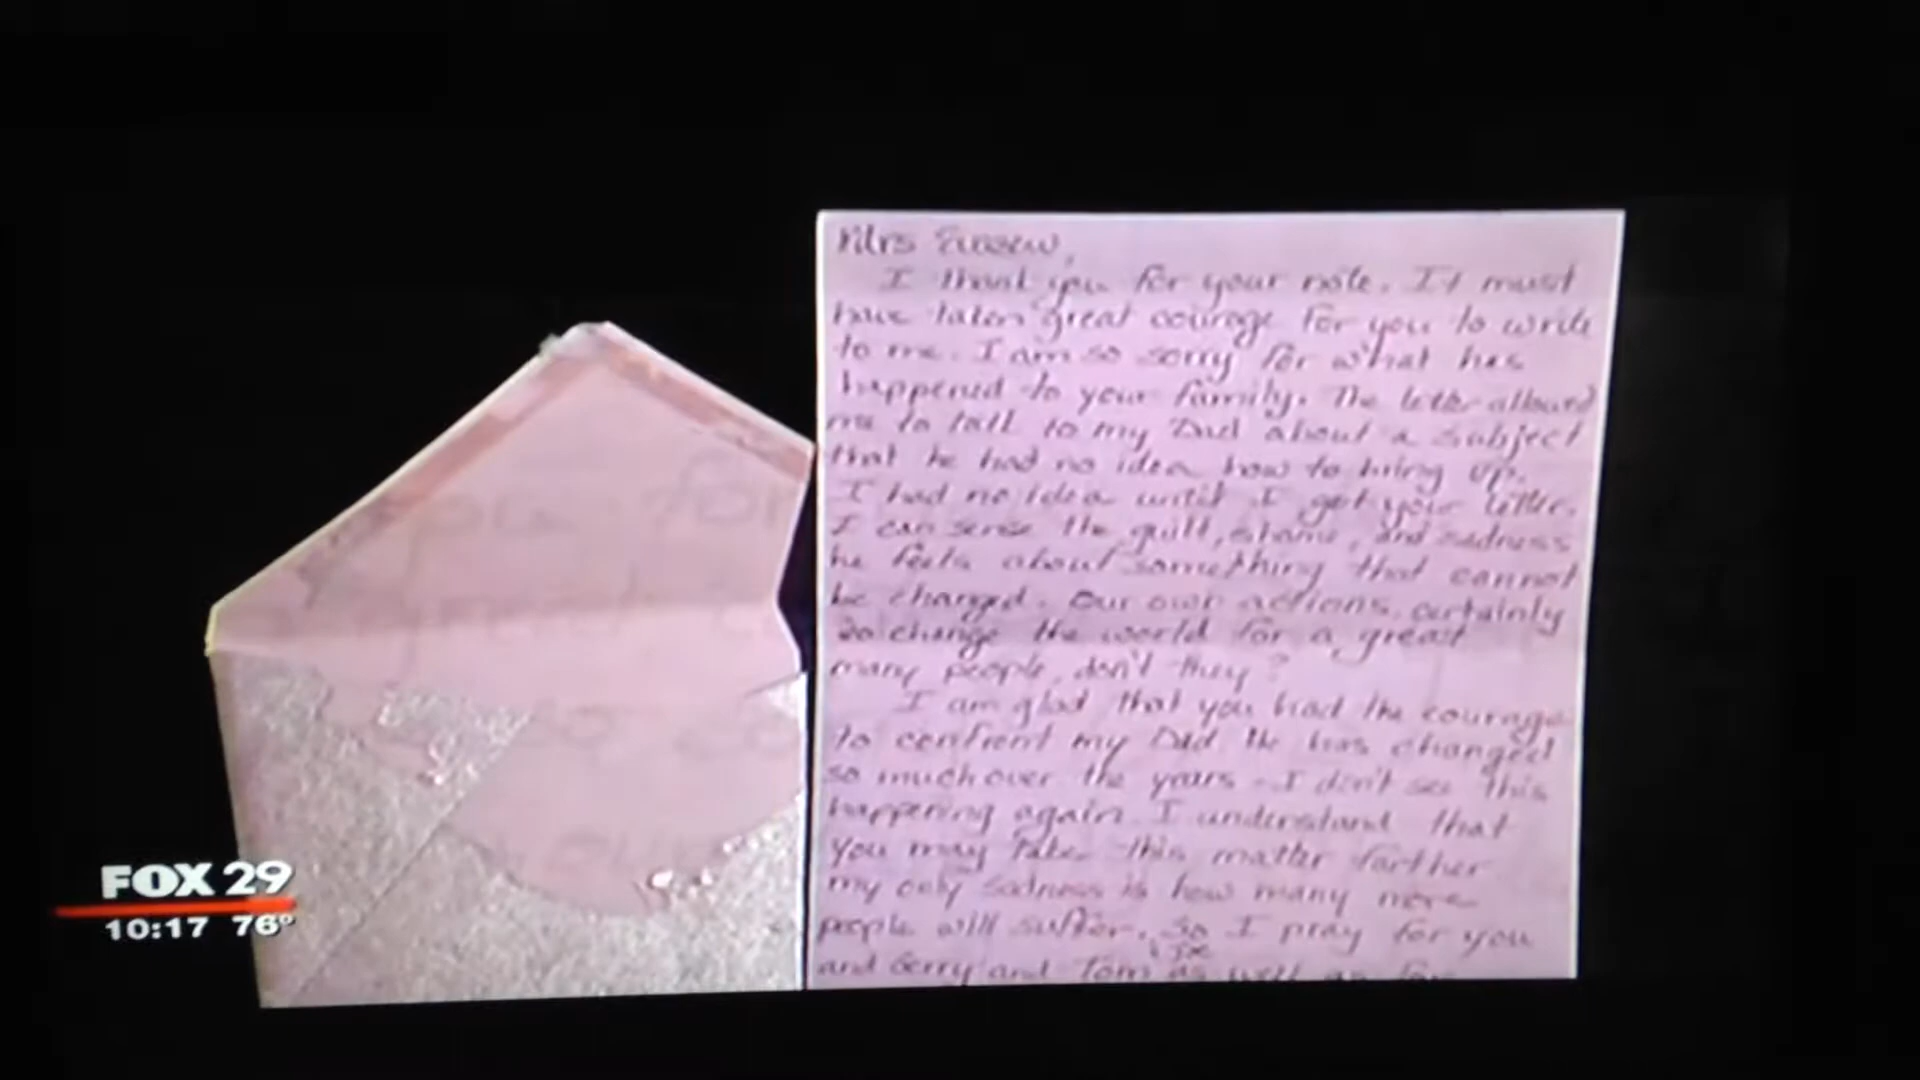 Mrs
I thank you for your note. It must
have taken great courage for you to write
to me. I am so sorry for what has
happened to your family. The letter allowed
me to talk to my Dad about a subject
that he had no idea how to bring up.
I had no idea until I got your letter.
I can sense the guilt, shame, and sadness
he feels about something that cannot
be changed. Our own actions certainly
do change the world for a great
many people, don't they?
I am glad that you had the courage
to confront my Dad. He has changed
so much over the years - I don't see this
happening again. I understand that
you may take this matter farther
my only sadness is how many more
people will suffer. So I pray for you
and Gerry and Tom as well as for
FOX 29
10:17 76°